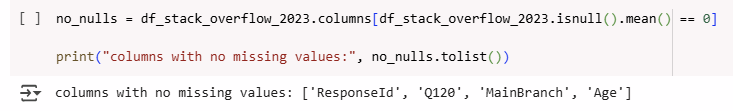 [ ] no_nulls = df_stack_overflow_2023.columns[df_stack_overflow_2023.isnull().mean() == 0]
print("columns with no missing values:", no_nulls.tolist())
columns with no missing values: ['ResponseId', 'Q120', 'MainBranch', 'Age']